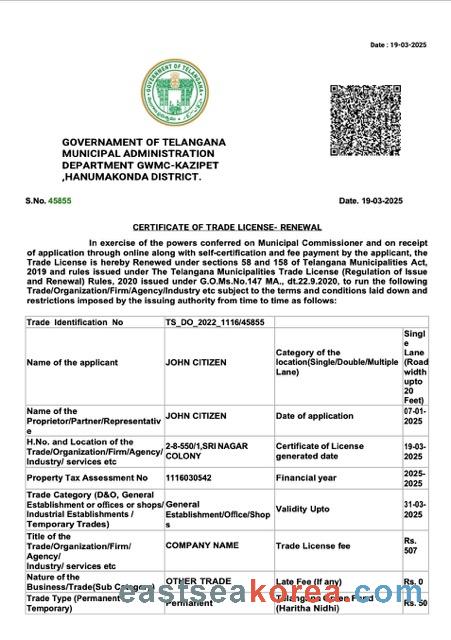 Date : 19-03-2025
GOVERNMENT OF TELANGANA
GOVERNAMENT OF TELANGANA
MUNICIPAL ADMINISTRATION
DEPARTMENT GWMC-KAZIPET
,HANUMAKONDA DISTRICT.
S.No. 45855 Date. 19-03-2025
CERTIFICATE OF TRADE LICENSE- RENEWAL
In exercise of the powers conferred on Municipal Commissioner and on receipt
of application through online along with self-certification and fee payment by the applicant, the
Trade License is hereby Renewed under sections 58 and 158 of Telangana Municipalities Act,
2019 and rules issued under The Telangana Municipalities Trade License (Regulation of Issue
and Renewal) Rules, 2020 issued under G.O.Ms.No.147 MA., dt.22.9.2020, to run the following
Trade/Organization/Firm/Agency/Industry etc subject to the terms and conditions laid down and
restrictions imposed by the issuing authority from time to time as follows:
Trade Identification No TS_DO_2022_1116/45855
Name of the applicant JOHN CITIZEN
Category of the
location(Single/Double/Multiple
Lane)
Singl
e
Lane
(Road
width
upto
20
Feet)
Name of the
Proprietor/Partner/Representativ
e
JOHN CITIZEN
Date of application
07-01-
2025
H.No. and Location of the
Trade/Organization/Firm/Agency/
Industry/ services etc
2-8-550/1,SRI NAGAR
COLONY
Certificate of License
generated date
19-03-
2025
Property Tax Assessment No 1116030542
Financial year
2025-
2025
Trade Category (D&O, General
Establishment or offices or shops/
Industrial Establishments /
Temporary Trades)
General
Establishment/Office/Shop
s
Validity Upto
31-03-
2025
Title of the
Trade/Organization/Firm/
Agency/
Industry/ services etc
COMPANY NAME
Trade License fee
Rs.
507
Nature of the
Business/Trade(Sub Category)
OTHER TRADE
Late Fee (If any) Rs. 0
Trade Type (Permanent
Temporary)
Permanent
Fund
(Haritha Nidhi)
Rs. 50
eastseakorea.com